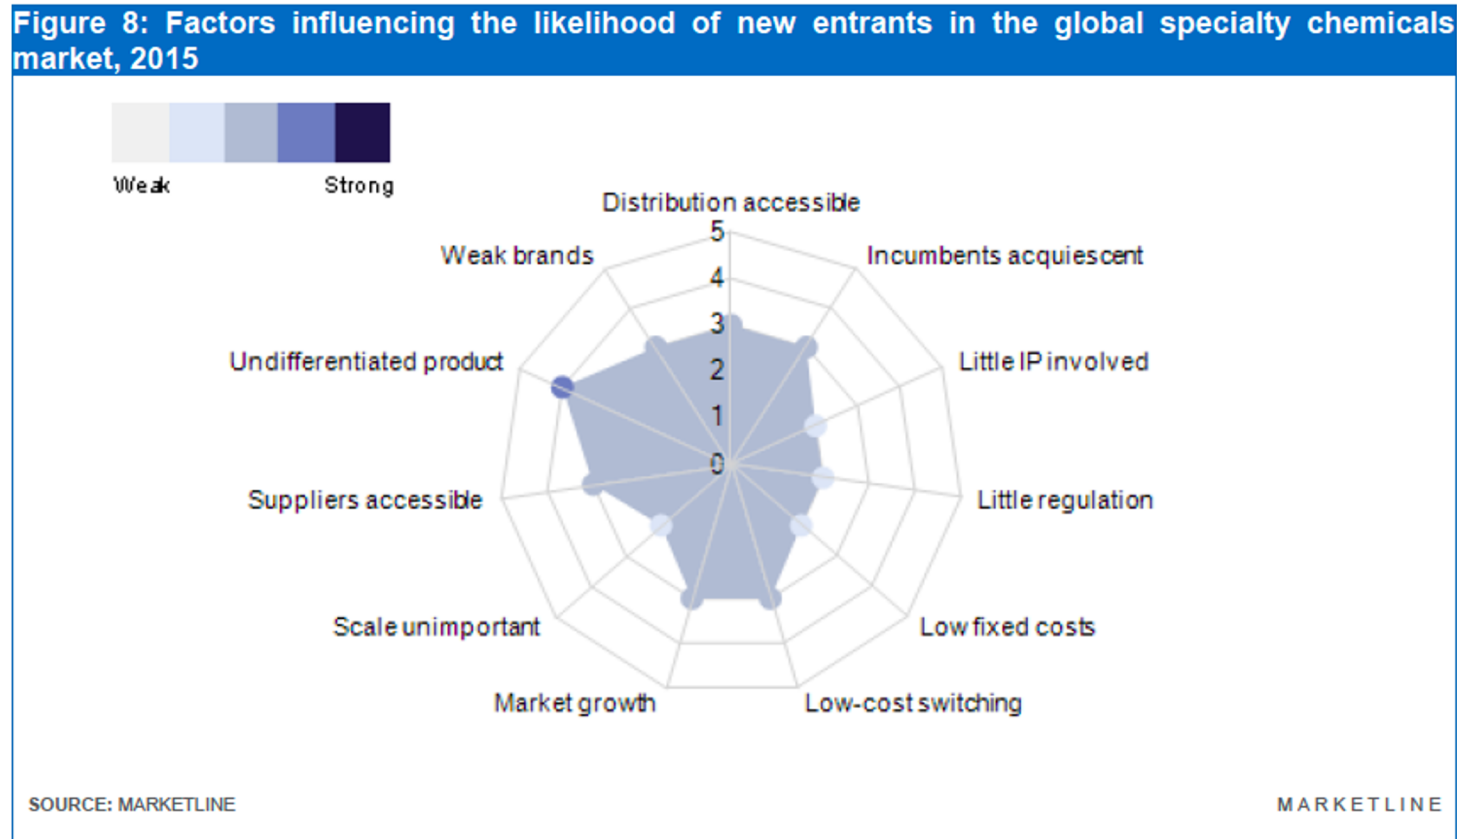 Figure 8: Factors influencing the likelihood of new entrants in the global specialty chemicals
market, 2015
Weak Strong
Distribution accessible
5
Weak brands
Incumbents acquiescent
4
3
Undifferentiated product
Little IP involved
2
1
0
Suppliers accessible
Little regulation
Scale unimportant
Low fixed costs
Market growth
Low-cost switching
SOURCE: MARKETLINE
MARKETLINE